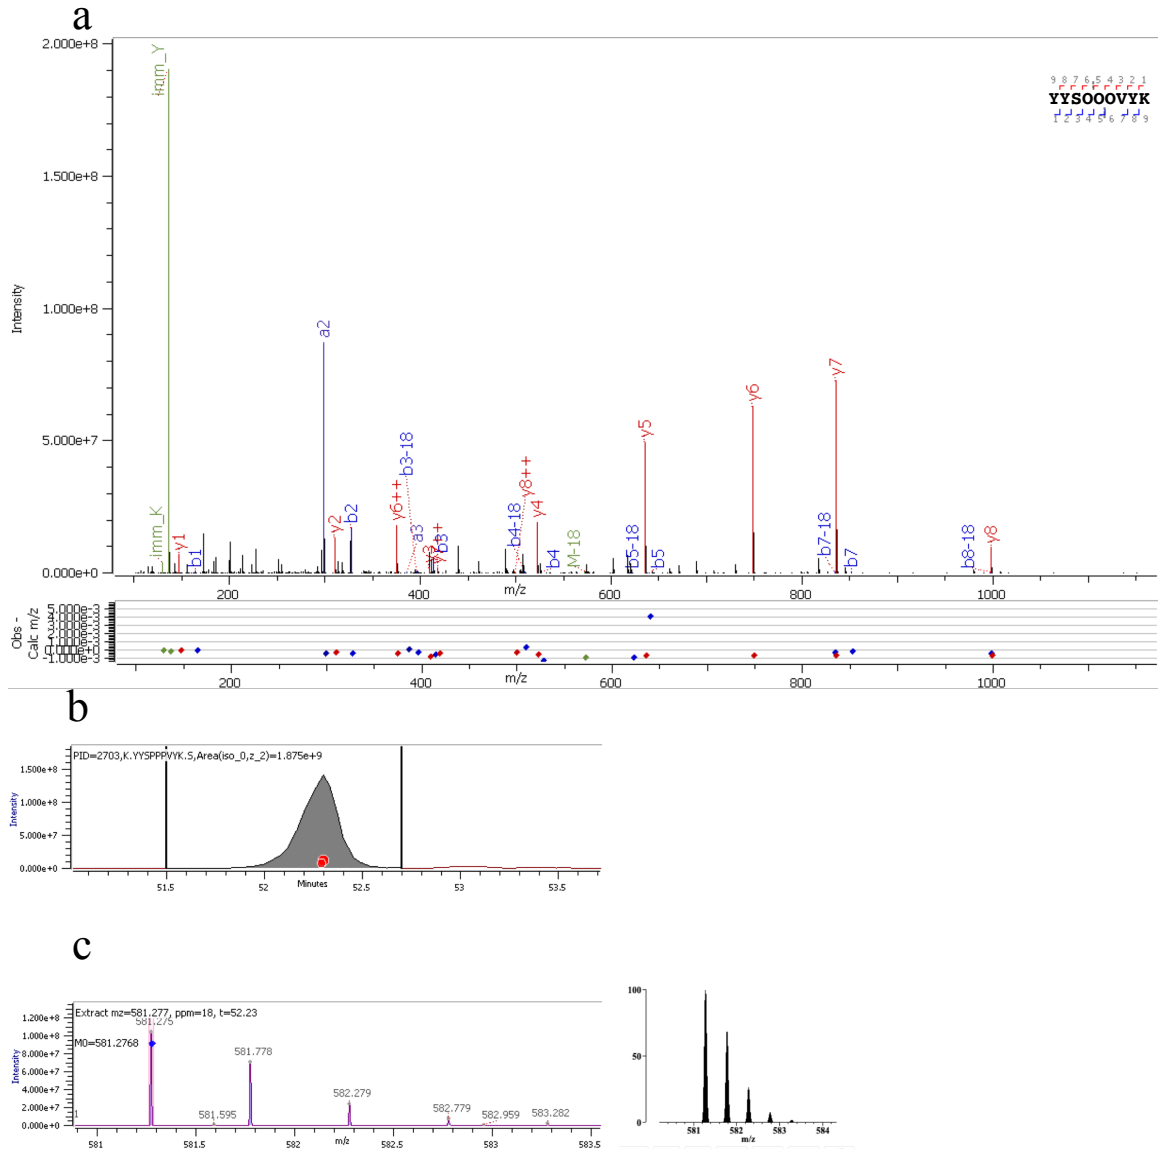 a
2.000e+8
1.500e+8
1.000e+8
5.000e+7
0.000e+0
Intensity
imm_Y
imm_K
y1
b1
a2
y2
b2
y6++
b3-18
a3
b3
b4-18
y8++
y4
b4
M-18
b5-18
y5
b5
y6
b7-18
y7
b7
b8-18
y8
9 8 7 6 5 4 3 2 1
YYSOOOVYK
1 2 3 4 5 6 7 8 9
200 400 600 800 1000
m/z
Obs -
Calc m/z
5.000e-3
200 400 600 800 1000
m/z
b
PID=2703,K.YYSPPPVYK.S,Area(iso_0,z_2)=1.875e+9
1.500e+8
1.000e+8
5.000e+7
0.000e+0
Intensity
51.5 52 52.5 53 53.5
Minutes
c
Extract mz=581.277, ppm=18, t=52.23
581.275
M0=581.2768
1.200e+8
1.000e+8
8.000e+7
6.000e+7
4.000e+7
2.000e+7
0.000e+0
Intensity
1
581.595
581.778
582.279
582.779
582.959
583.282
581 581.5 582 582.5 583 583.5
m/z
100
50
0
581 582 583 584
m/z